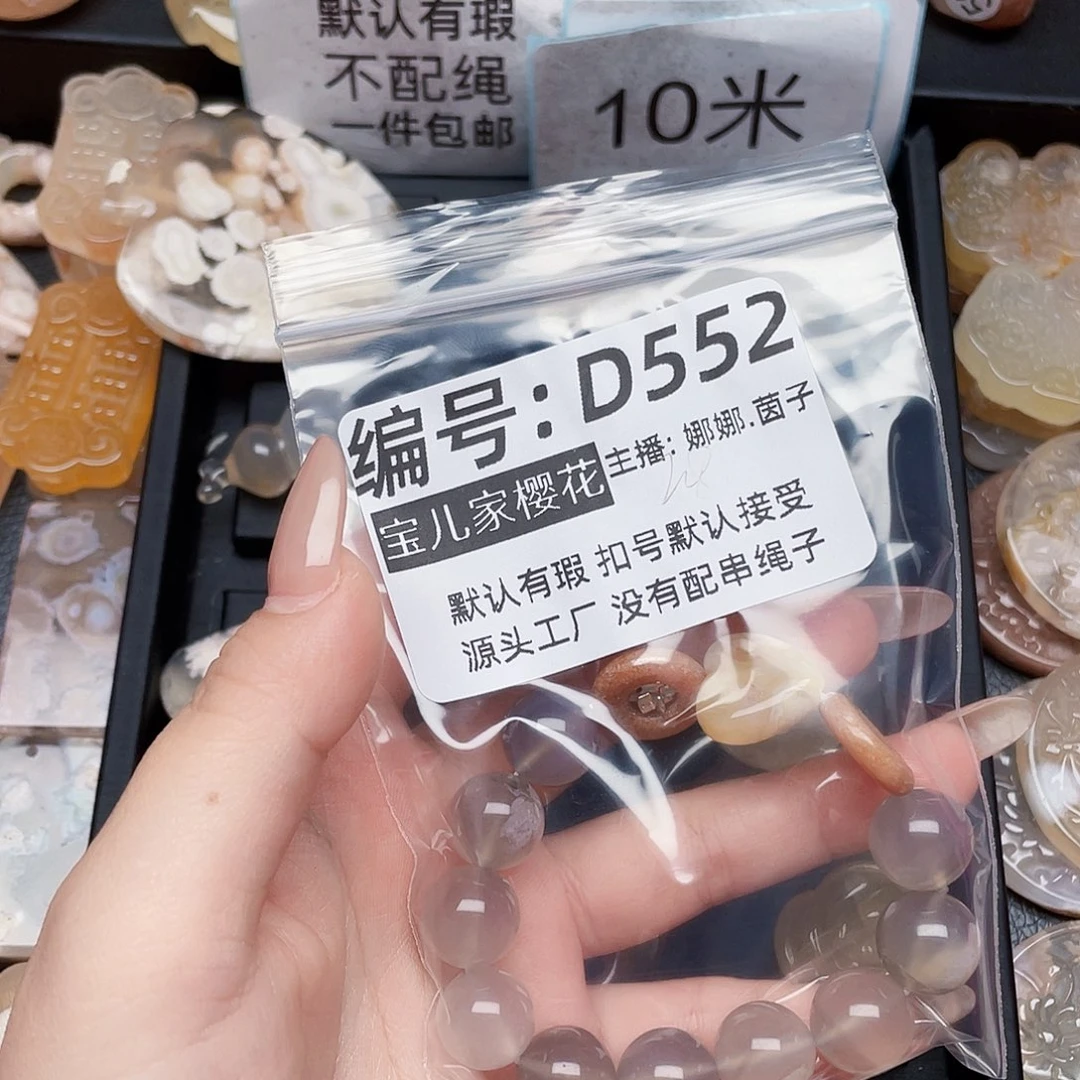 默认有瑕
不配绳
一件包邮
10米
编号：D552
宝儿家樱花 主播：娜娜.茵子
默认有瑕 扣号默认接受
源头工厂 没有配串绳子